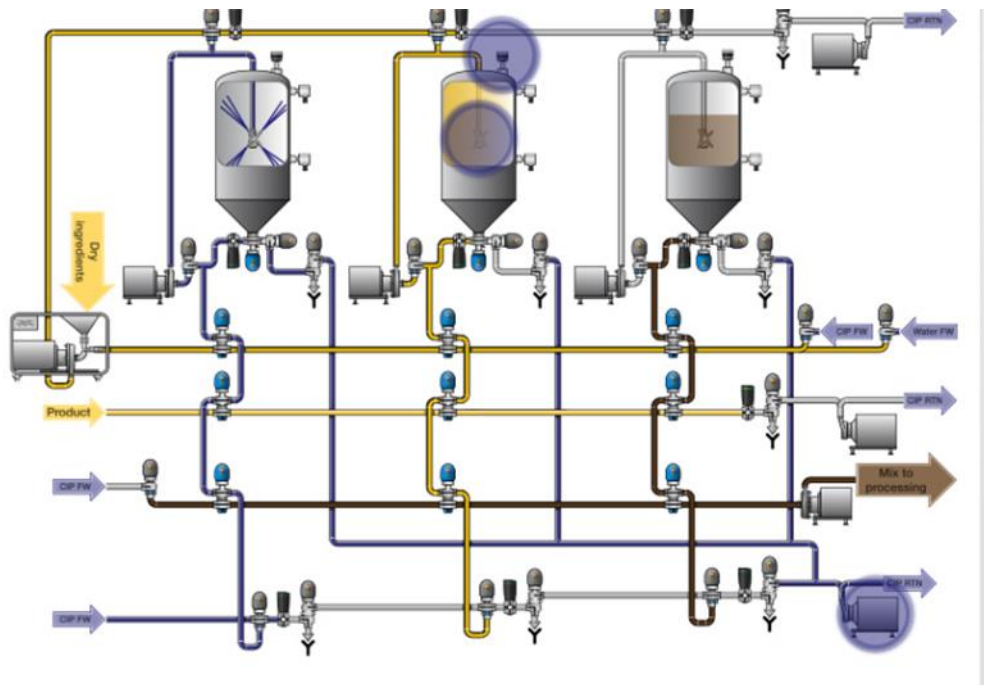 CIP RTN
Dry
ingredients
CIP FW
Water FW
Product
CIP RTN
CIP FW
Mix to
processing
CIP RTN
CIP FW